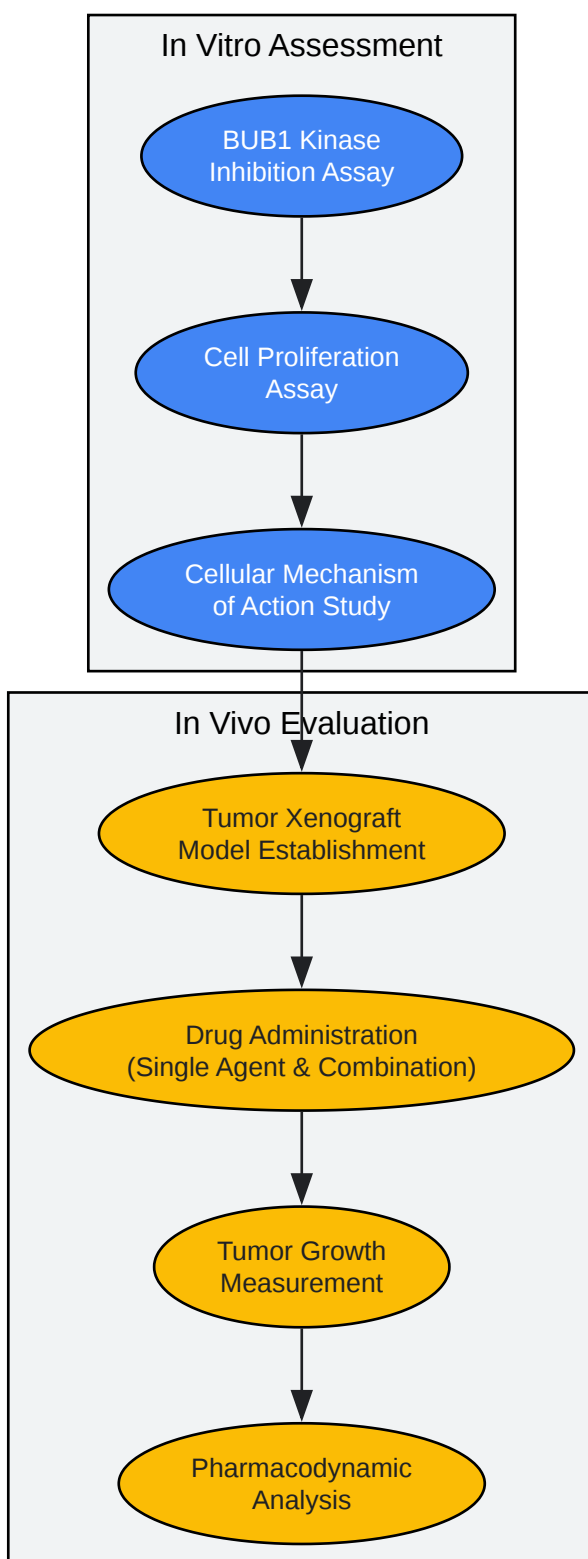 In Vitro Assessment
BUB1 Kinase
Inhibition Assay
Cell Proliferation
Assay
Cellular Mechanism
of Action Study
In Vivo Evaluation
Tumor Xenograft
Model Establishment
Drug Administration
(Single Agent & Combination)
Tumor Growth
Measurement
Pharmacodynamic
Analysis